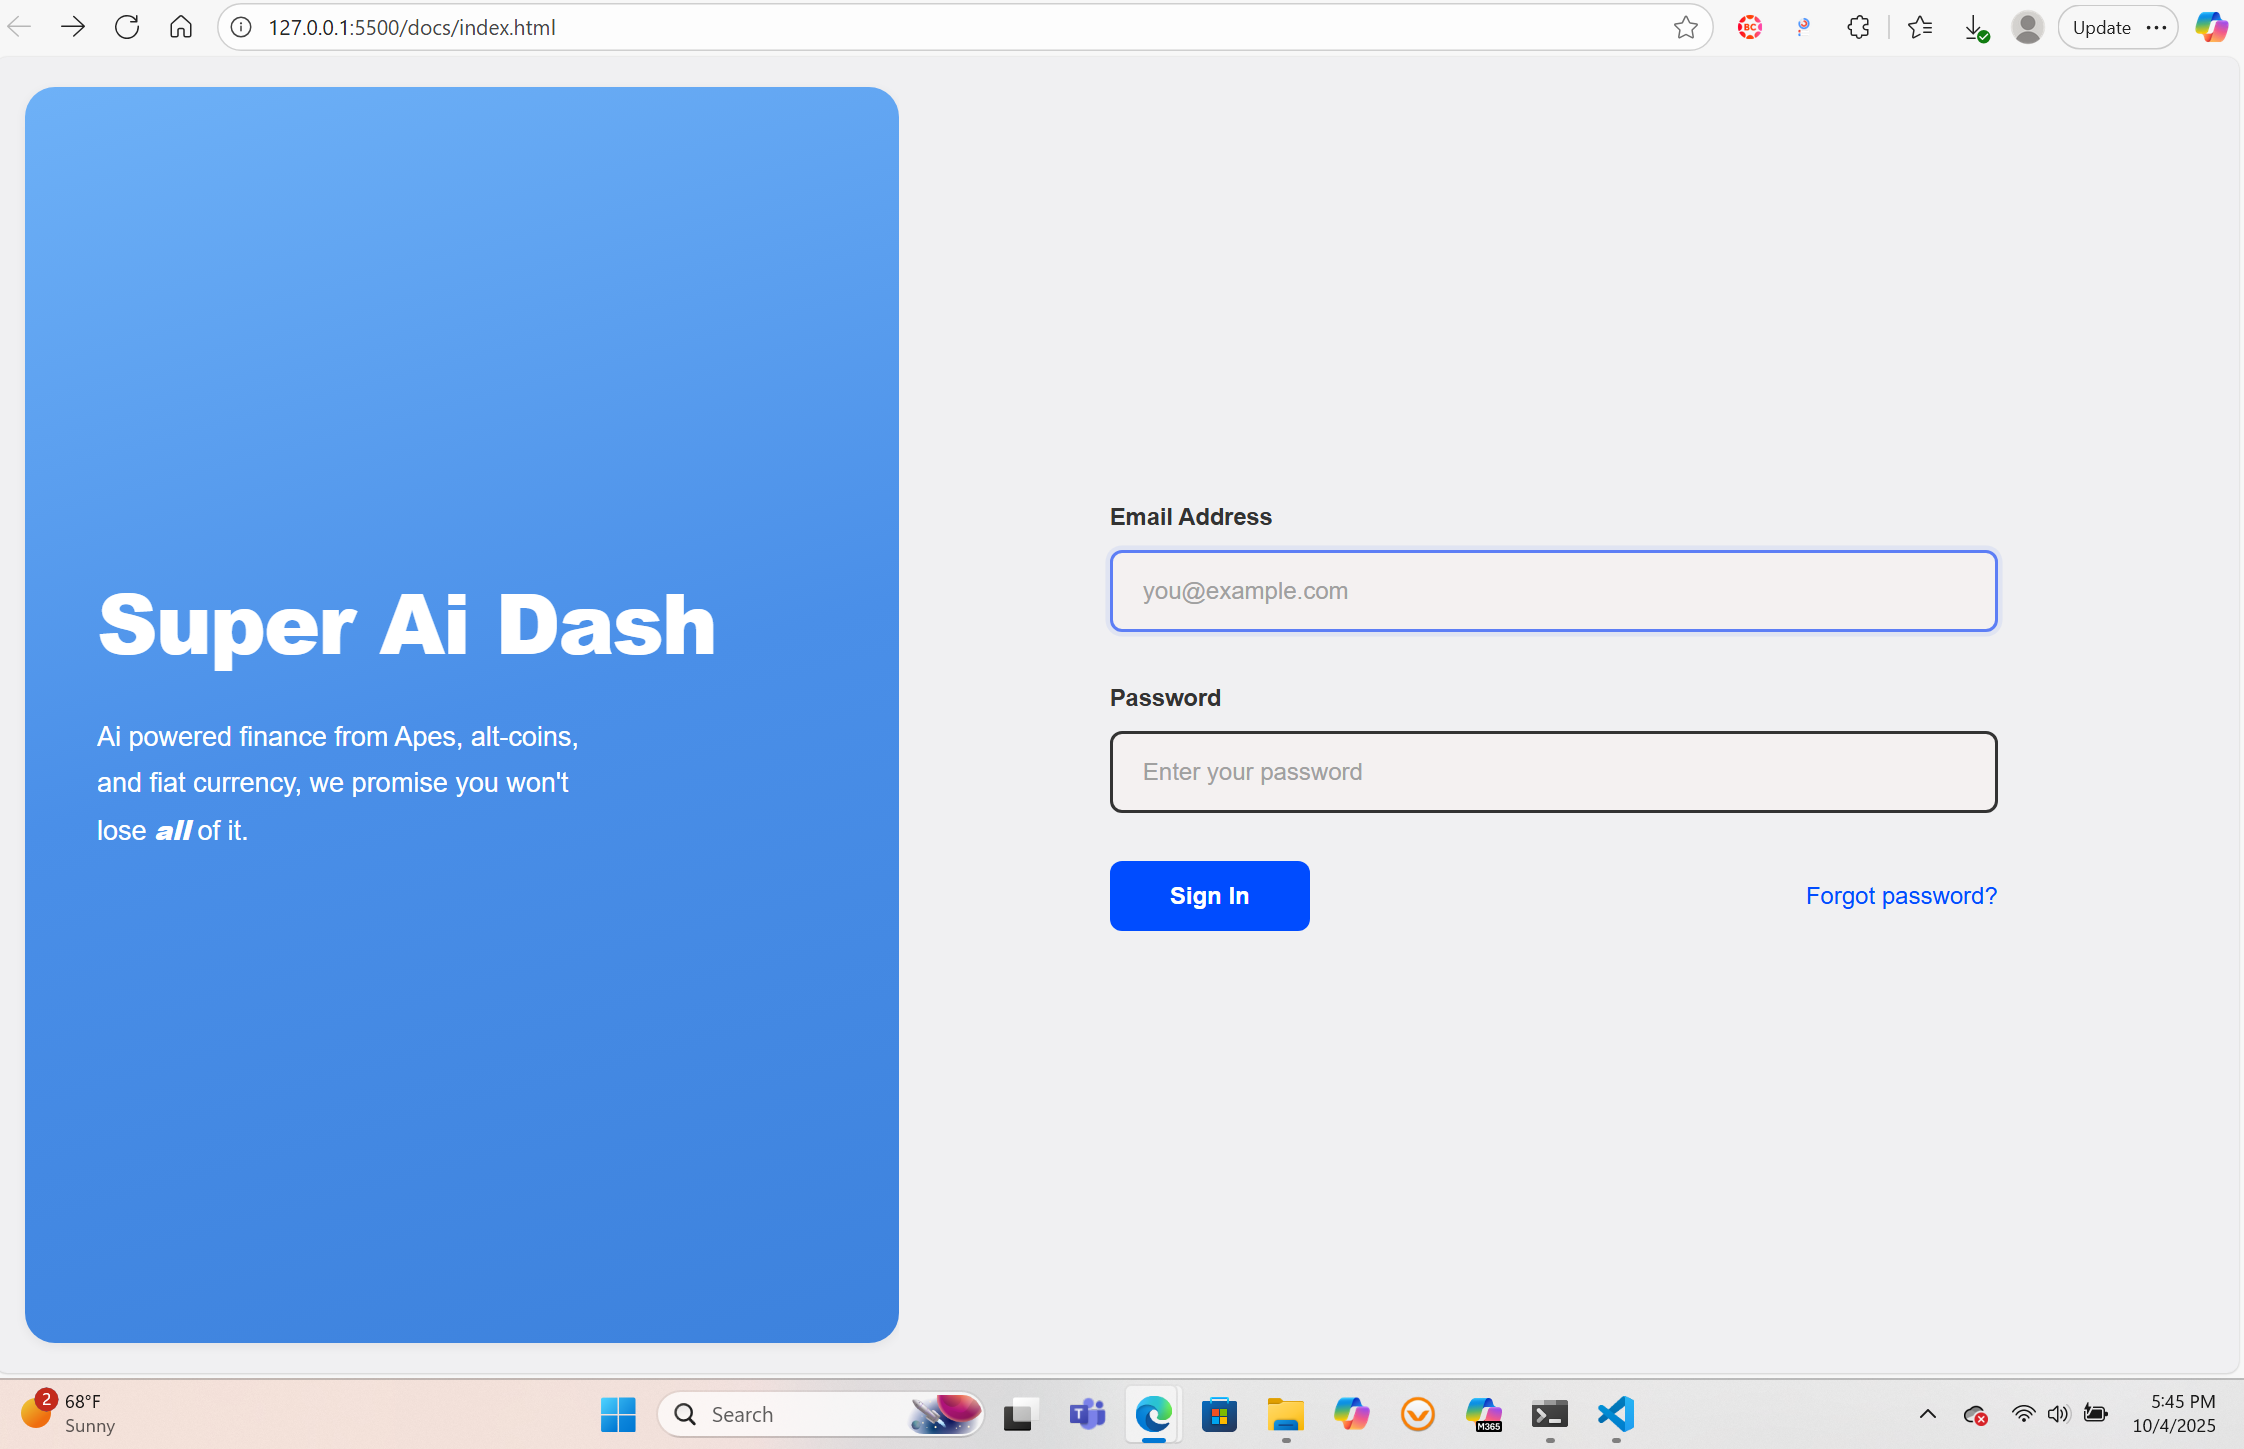 127.0.0.1:5500/docs/index.html
BC
Update
Super Ai Dash
Ai powered finance from Apes, alt-coins,
and fiat currency, we promise you won't
lose all of it.
Email Address
you@example.com
Password
Enter your password
Sign In
Forgot password?
2
68°F
Sunny
Search
T
M365
5:45 PM
10/4/2025